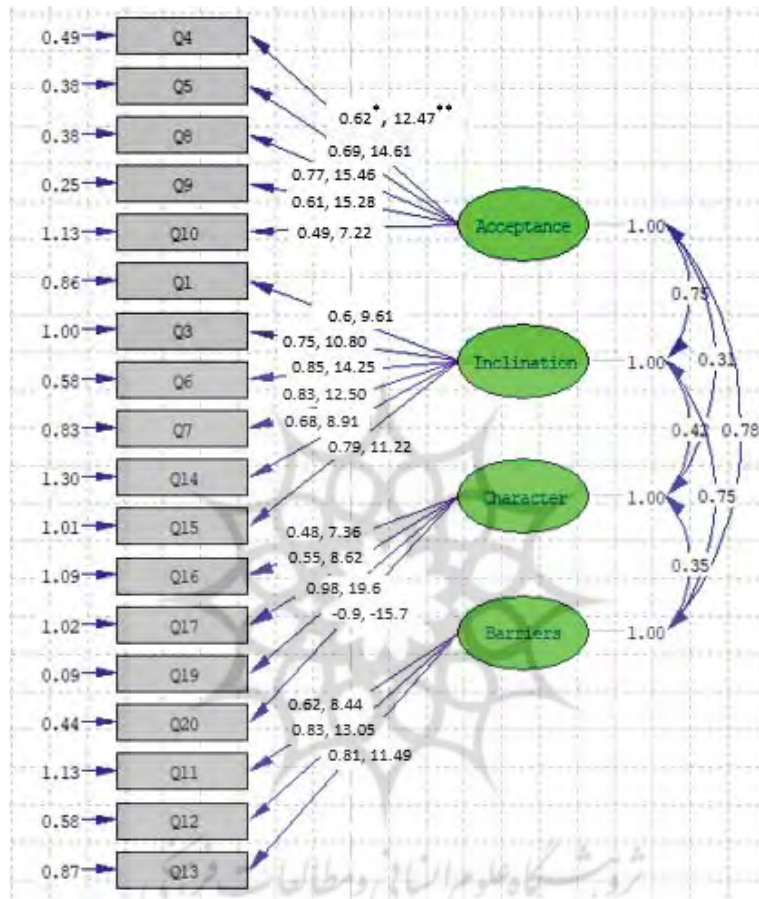 0.49 Q4
0.62*, 12.47**
0.38 Q5
0.69, 14.61
0.38 Q8
0.77, 15.46
0.25 Q9
0.61, 15.28
1.13 Q10
0.49, 7.22
Acceptance 1.00
0.86 Q1
0.6, 9.61
1.00 Q3
0.75, 10.80
0.58 Q6
0.85, 14.25
0.83 Q7
0.83, 12.50
1.30 Q14
0.68, 8.91
1.01 Q15
0.79, 11.22
Inclination 1.00
1.09 Q16
0.48, 7.36
1.02 Q17
0.55, 8.62
0.09 Q19
0.98, 19.6
0.44 Q20
-0.9, -15.7
Character 1.00
1.13 Q11
0.62, 8.44
0.58 Q12
0.83, 13.05
0.87 Q13
0.81, 11.49
Barriers 1.00
0.75
0.31
0.42
0.78
0.75
0.35
پژوهشگاه علوم انسانی و مطالعات فرهنگی